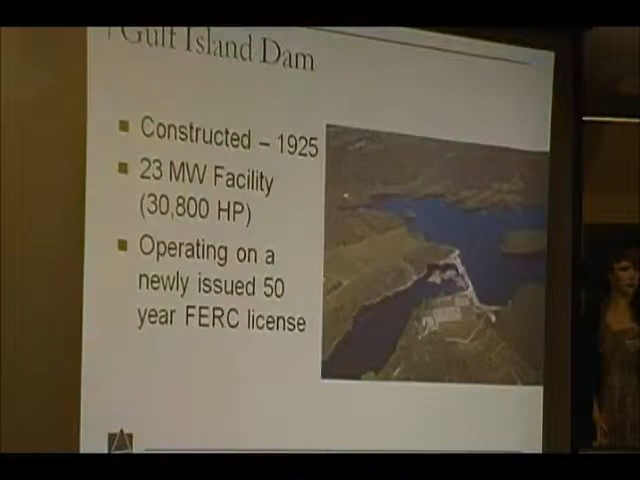 Gulf Island Dam
Constructed – 1925
23 MW Facility
(30,800 HP)
Operating on a
newly issued 50
year FERC license